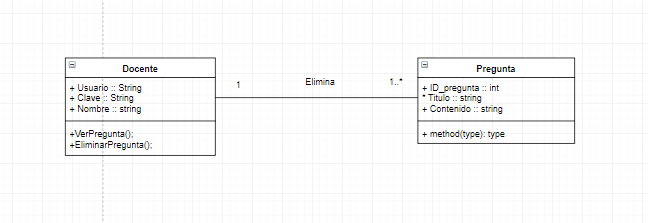 Docente
+ Usuario :: String
+ Clave :: String
+ Nombre :: string
+VerPregunta();
+EliminarPregunta();
1
Elimina
1..*
Pregunta
+ ID_pregunta :: int
* Titulo :: string
+ Contenido :: string
+ method(type): type